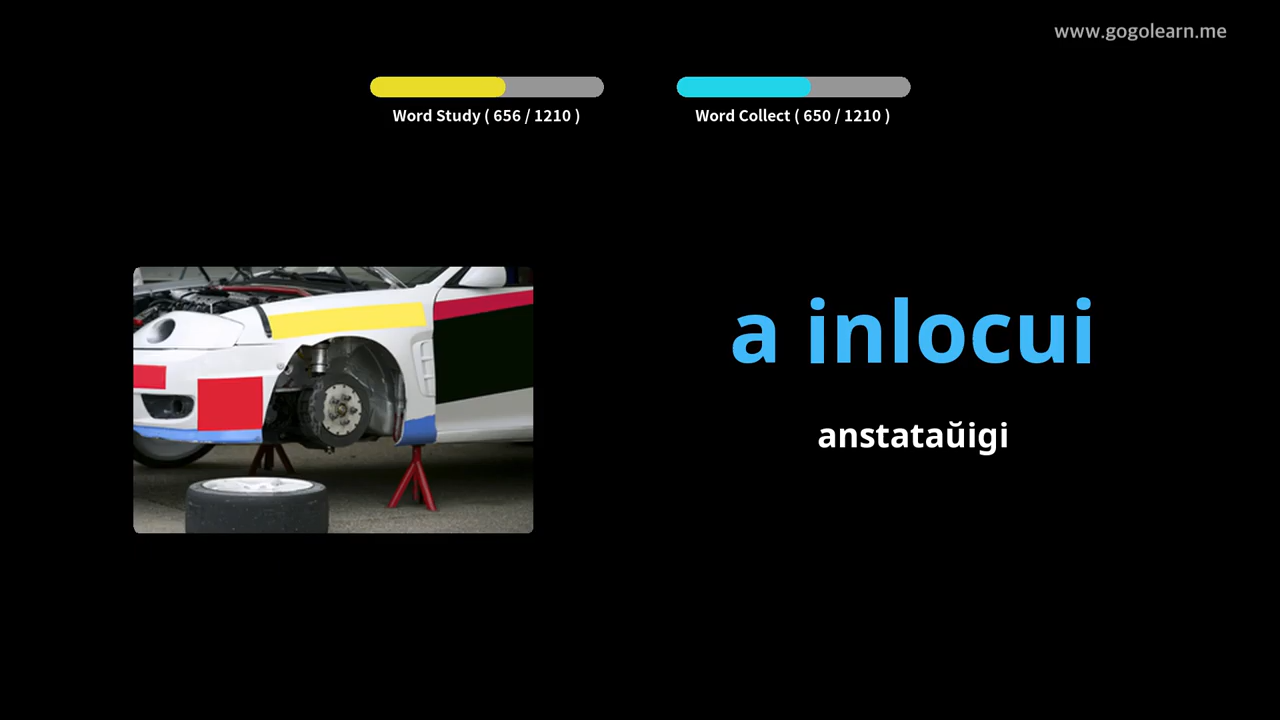 www.gogolearn.me
Word Study ( 656 / 1210 )
Word Collect ( 650 / 1210 )
a inlocui
anstataŭigi